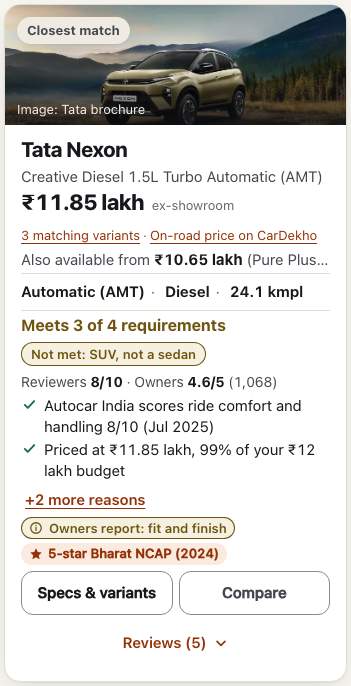 Closest match
Image: Tata brochure
Tata Nexon
Creative Diesel 1.5L Turbo Automatic (AMT)
₹11.85 lakh ex-showroom
3 matching variants · On-road price on CarDekho
Also available from ₹10.65 lakh (Pure Plus...
Automatic (AMT) · Diesel · 24.1 kmpl
Meets 3 of 4 requirements
Not met: SUV, not a sedan
Reviewers 8/10 · Owners 4.6/5 (1,068)
Autocar India scores ride comfort and
handling 8/10 (Jul 2025)
Priced at ₹11.85 lakh, 99% of your ₹12
lakh budget
+2 more reasons
Owners report: fit and finish
5-star Bharat NCAP (2024)
Specs & variants Compare
Reviews (5)